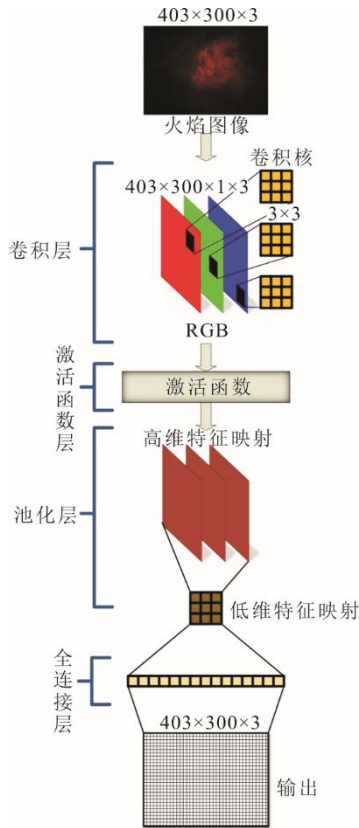 403×300×3
火焰图像
卷积核
403×300×1×3
3×3
卷积层
RGB
激活函数层
激活函数
高维特征映射
池化层
低维特征映射
全连接层
403×300×3
输出